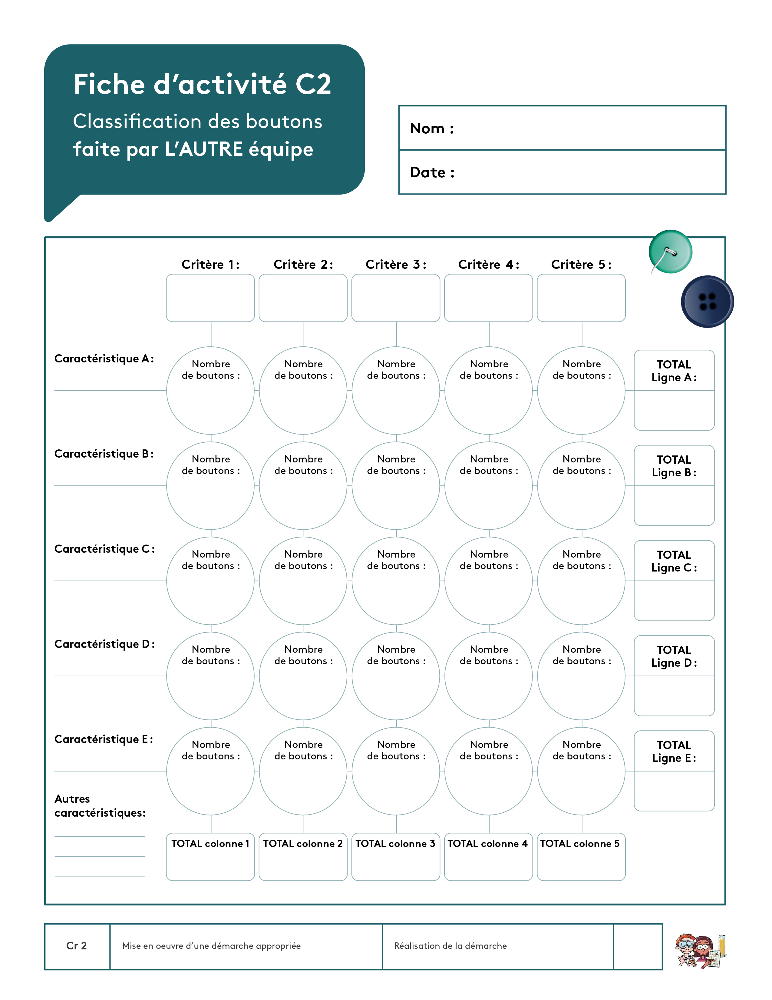 Fiche d’activité C2
Classification des boutons
faite par L’AUTRE équipe
Nom :
Date :
Critère 1 :
Critère 2 :
Critère 3 :
Critère 4 :
Critère 5 :
Caractéristique A :
Nombre
de boutons :
Nombre
de boutons :
Nombre
de boutons :
Nombre
de boutons :
Nombre
de boutons :
TOTAL
Ligne A :
Caractéristique B :
Nombre
de boutons :
Nombre
de boutons :
Nombre
de boutons :
Nombre
de boutons :
Nombre
de boutons :
TOTAL
Ligne B :
Caractéristique C :
Nombre
de boutons :
Nombre
de boutons :
Nombre
de boutons :
Nombre
de boutons :
Nombre
de boutons :
TOTAL
Ligne C :
Caractéristique D :
Nombre
de boutons :
Nombre
de boutons :
Nombre
de boutons :
Nombre
de boutons :
Nombre
de boutons :
TOTAL
Ligne D :
Caractéristique E :
Nombre
de boutons :
Nombre
de boutons :
Nombre
de boutons :
Nombre
de boutons :
Nombre
de boutons :
TOTAL
Ligne E :
Autres
caractéristiques:
TOTAL colonne 1
TOTAL colonne 2
TOTAL colonne 3
TOTAL colonne 4
TOTAL colonne 5
Cr 2
Mise en oeuvre d’une démarche appropriée
Réalisation de la démarche